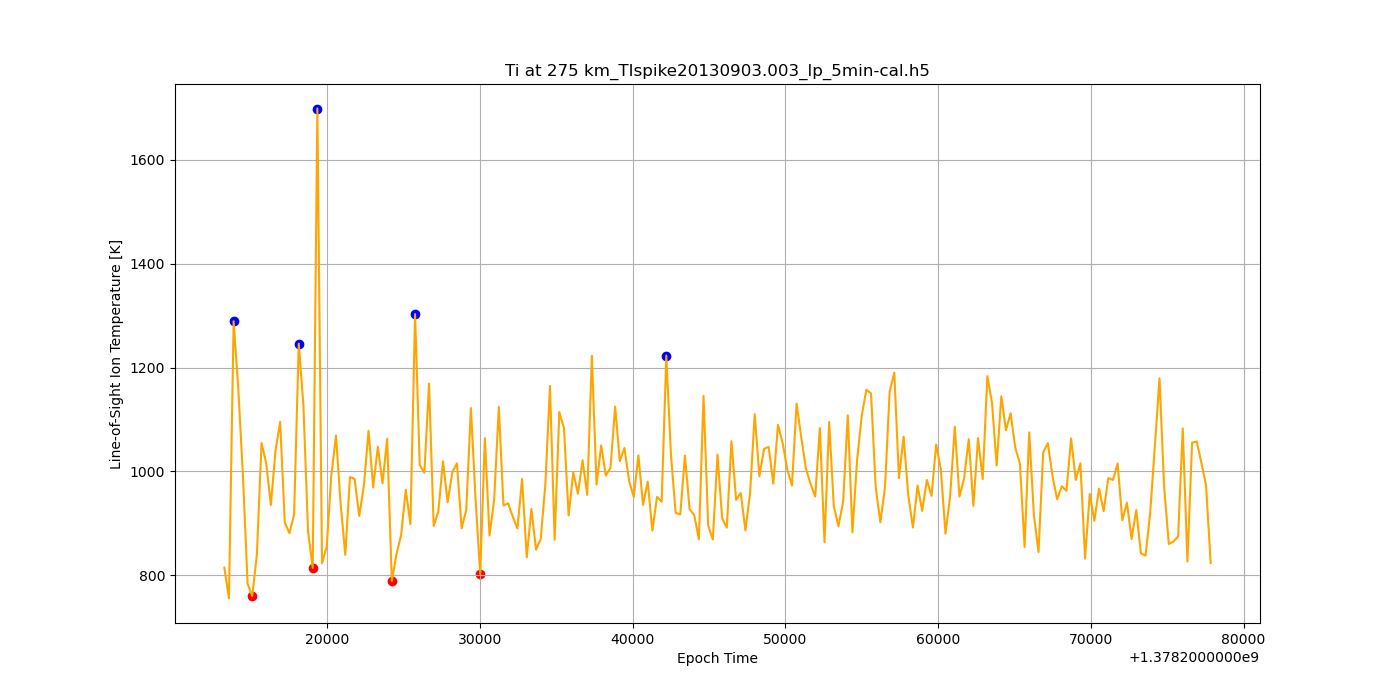 Ti at 275 km_TIspike20130903.003_lp_5min-cal.h5
Line-of-Sight Ion Temperature [K]
1600
1400
1200
1000
800
20000 30000 40000 50000 60000 70000 80000
Epoch Time
+1.3782000000e9